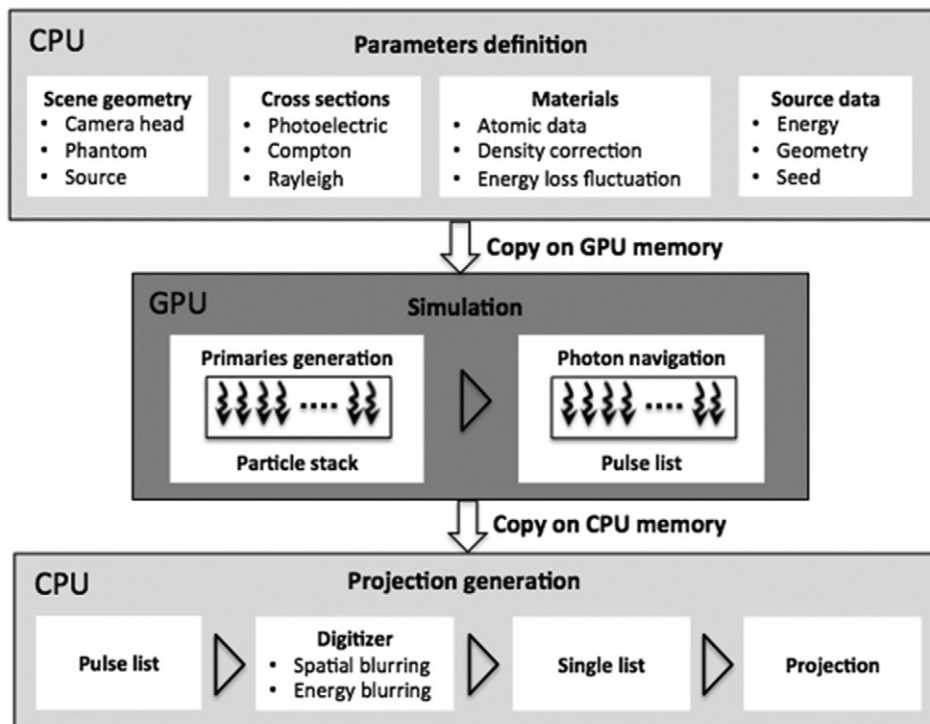 CPU
Parameters definition
Scene geometry
• Camera head
• Phantom
• Source
Cross sections
• Photoelectric
• Compton
• Rayleigh
Materials
• Atomic data
• Density correction
• Energy loss fluctuation
Source data
• Energy
• Geometry
• Seed
Copy on GPU memory
GPU
Simulation
Primaries generation
....
Particle stack
Photon navigation
....
Pulse list
Copy on CPU memory
CPU
Projection generation
Pulse list
Digitizer
• Spatial blurring
• Energy blurring
Single list
Projection